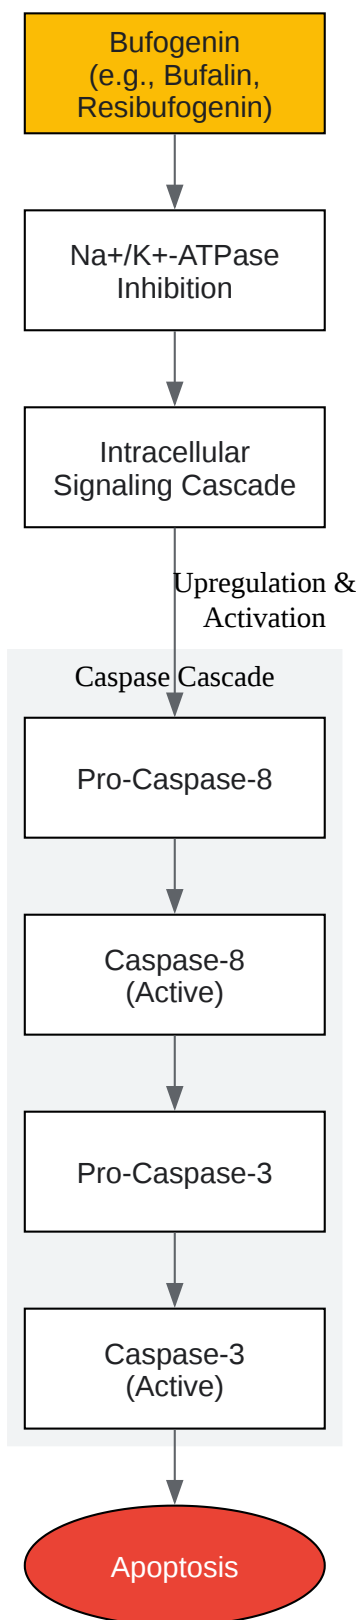 Bufogenin
(e.g., Bufalin,
Resibufogenin)
Na+/K+-ATPase
Inhibition
Intracellular
Signaling Cascade
Upregulation &
Activation
Caspase Cascade
Pro-Caspase-8
Caspase-8
(Active)
Pro-Caspase-3
Caspase-3
(Active)
Apoptosis